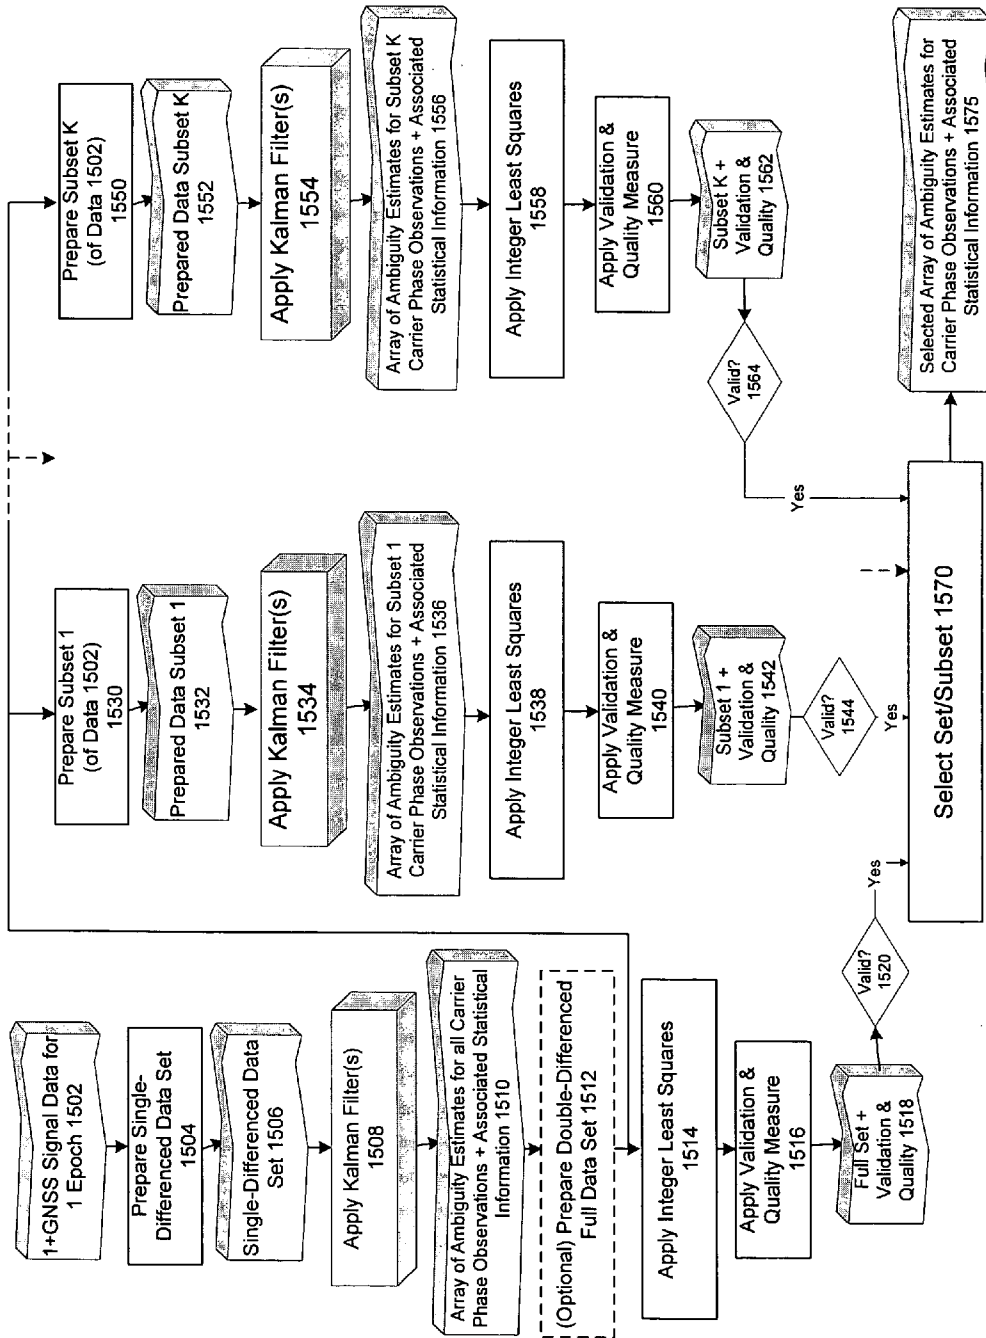 1+GNSS Signal Data for
1 Epoch 1502
Prepare Single-
Differenced Data Set
1504
Single-Differenced Data
Set 1506
Apply Kalman Filter(s)
1508
Array of Ambiguity Estimates for all Carrier
Phase Observations + Associated Statistical
Information 1510
(Optional) Prepare Double-Differenced
Full Data Set 1512
Apply Integer Least Squares
1514
Apply Validation &
Quality Measure
1516
Full Set +
Validation &
Quality 1518
Valid?
1520
Yes
Prepare Subset 1
(of Data 1502)
1530
Prepared Data Subset 1
1532
Apply Kalman Filter(s)
1534
Array of Ambiguity Estimates for Subset 1
Carrier Phase Observations + Associated
Statistical Information 1536
Apply Integer Least Squares
1538
Apply Validation &
Quality Measure
1540
Subset 1 +
Validation &
Quality 1542
Valid?
1544
Yes
Prepare Subset K
(of Data 1502)
1550
Prepared Data Subset K
1552
Apply Kalman Filter(s)
1554
Array of Ambiguity Estimates for Subset K
Carrier Phase Observations + Associated
Statistical Information 1556
Apply Integer Least Squares
1558
Apply Validation &
Quality Measure
1560
Subset K +
Validation &
Quality 1562
Valid?
1564
Yes
Select Set/Subset 1570
Selected Array of Ambiguity Estimates for
Carrier Phase Observations + Associated
Statistical Information 1575